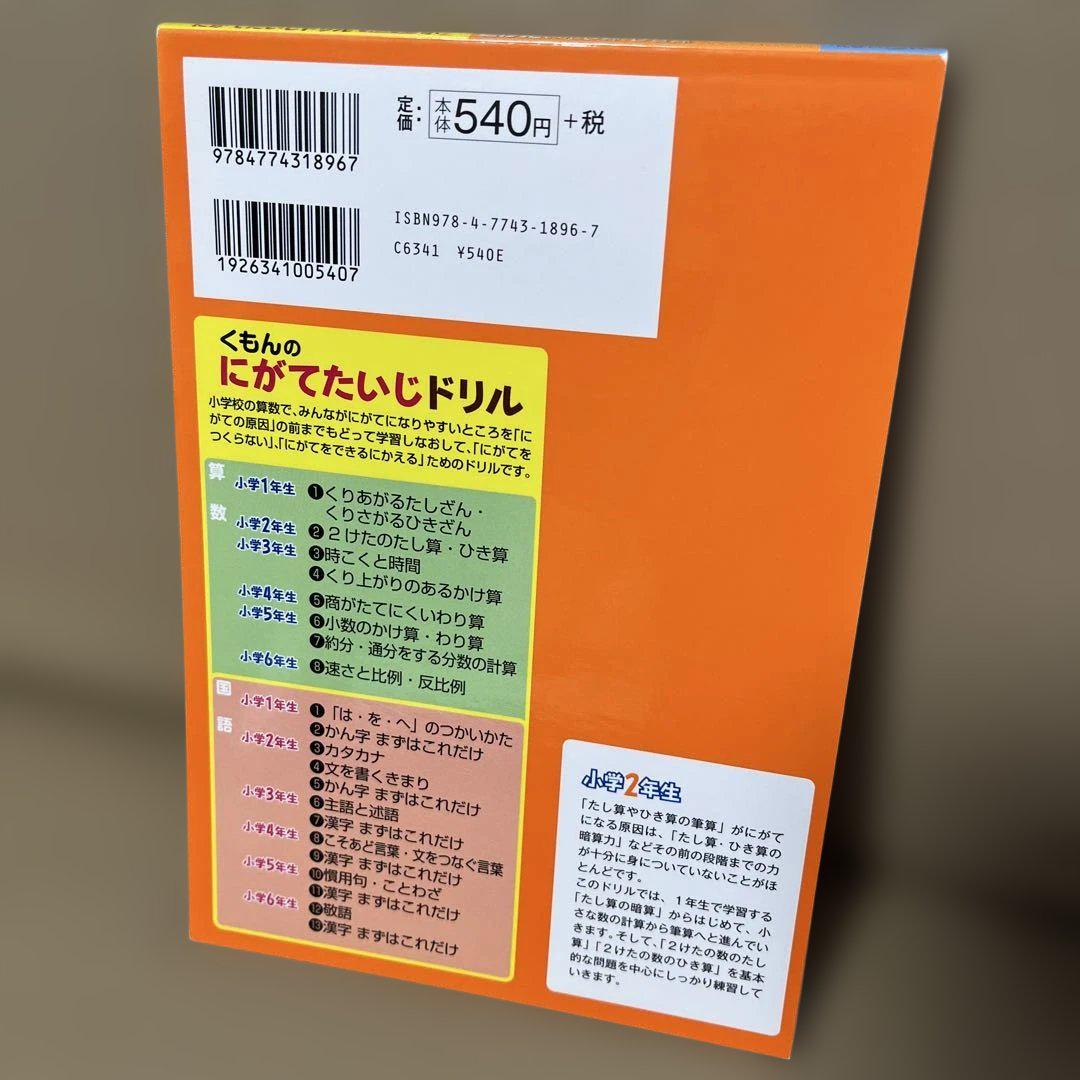 9784774318967
定価:本体540円+税
1926341005407
ISBN978-4-7743-1896-7
C6341 ¥540E
くもんの
にがてたいじドリル
小学校の算数で、みんながにがてになりやすいところを「に
がての原因」の前までもどって学習しなおして、「にがてを
つくらない」、「にがてをできるにかえる」ためのドリルです。
算数
小学1年生 ❶くりあがるたしざん・
くりさがるひきざん
小学2年生 ❷2けたのたし算・ひき算
小学3年生 ❸時こくと時間
❹くり上がりのあるかけ算
小学4年生 ❺商がたてにくいわり算
小学5年生 ❻小数のかけ算・わり算
❼約分・通分をする分数の計算
小学6年生 ❽速さと比例・反比例
国語
小学1年生 ❶「は・を・へ」のつかいかた
❷かん字 まずはこれだけ
小学2年生 ❸カタカナ
❹文を書くきまり
❺かん字 まずはこれだけ
小学3年生 ❻主語と述語
❼漢字 まずはこれだけ
小学4年生 ❽こそあど言葉・文をつなぐ言葉
❾漢字 まずはこれだけ
小学5年生 ❿慣用句・ことわざ
⓫漢字 まずはこれだけ
小学6年生 ⓬敬語
⓭漢字 まずはこれだけ
小学2年生
「たし算やひき算の筆算」がにがて
になる原因は、「たし算・ひき算の
暗算力」などその前の段階までの力
が十分に身についていないことがほ
とんどです。
このドリルでは、1年生で学習する
「たし算の暗算」からはじめて、小
さな数の計算から筆算へと進んでい
きます。そして、「2けたの数のたし
算」「2けたの数のひき算」を基本
的な問題を中心にしっかり練習して
いきます。